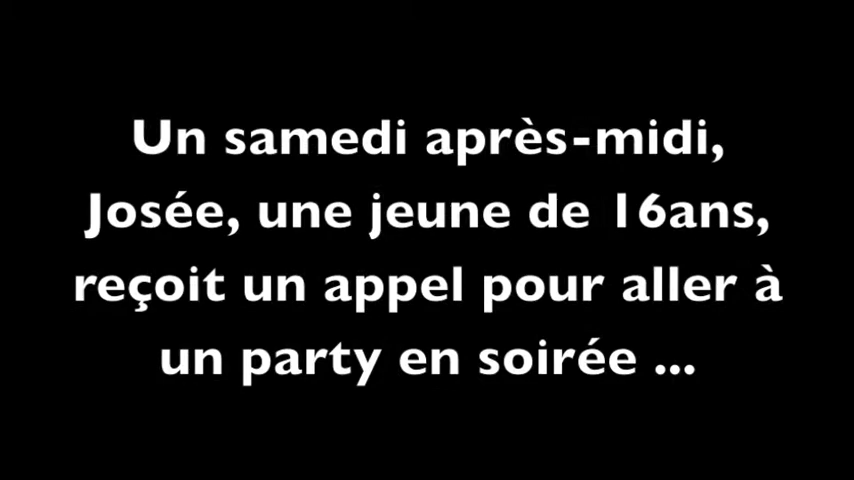 Un samedi après-midi,
Josée, une jeune de 16ans,
reçoit un appel pour aller à
un party en soirée ...